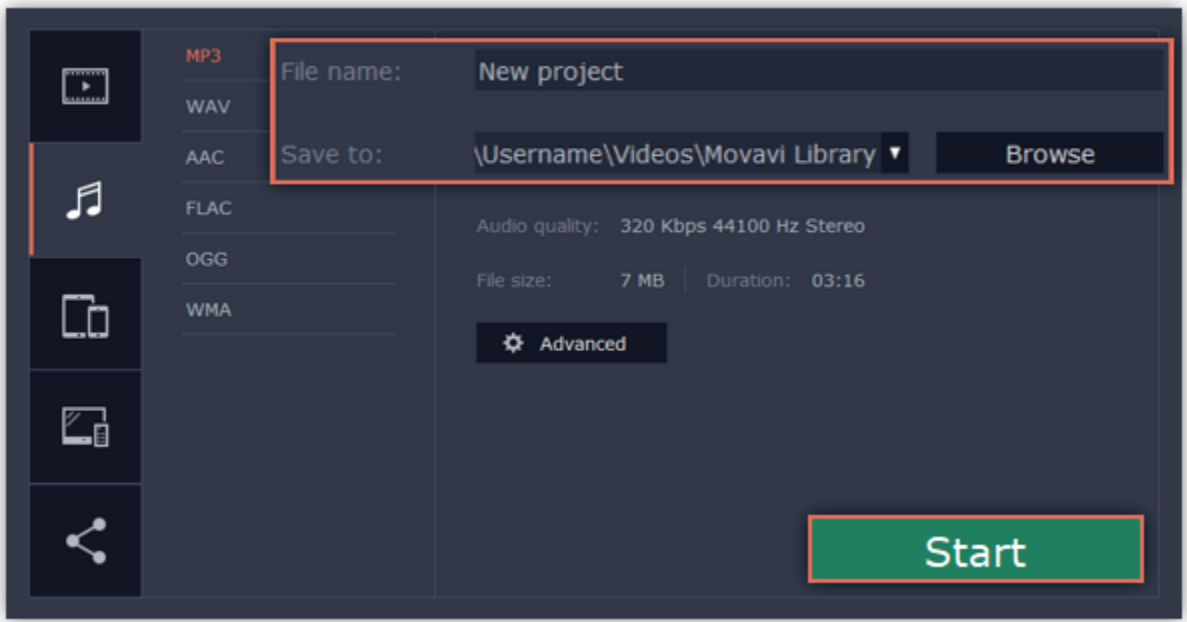 MP3
WAV
AAC
FLAC
OGG
WMA
File name: New project
Save to: \Username\Videos\Movavi Library ▼ Browse
Audio quality: 320 Kbps 44100 Hz Stereo
File size: 7 MB Duration: 03:16
Advanced
Start